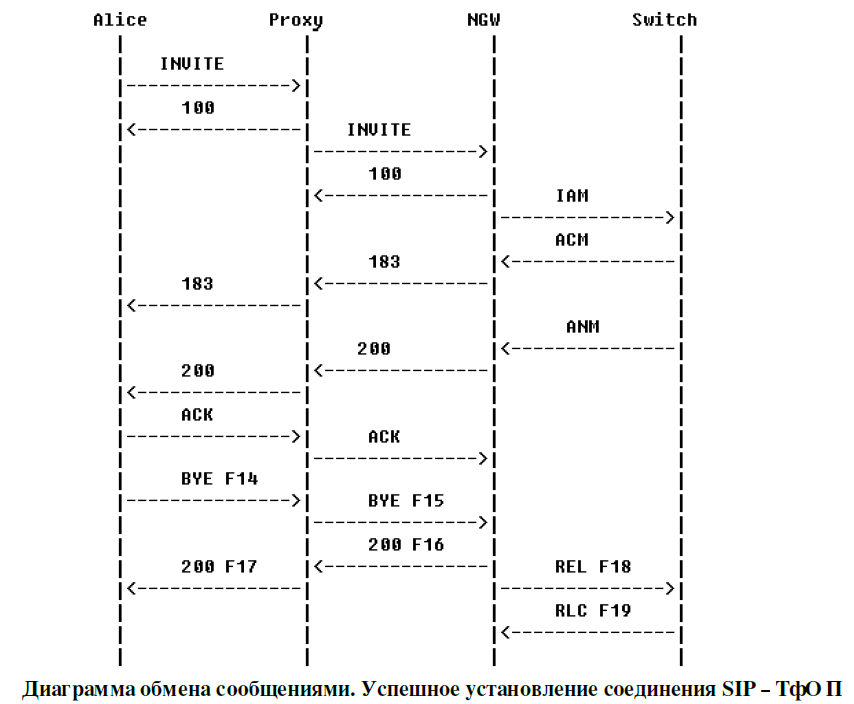 Alice Proxy NGW Switch
INVITE
100
INVITE
100
IAM
ACM
183
183
ANM
200
200
ACK
ACK
BYE F14
BYE F15
200 F16
200 F17 REL F18
RLC F19
Диаграмма обмена сообщениями. Успешное установление соединения SIP – ТфО П